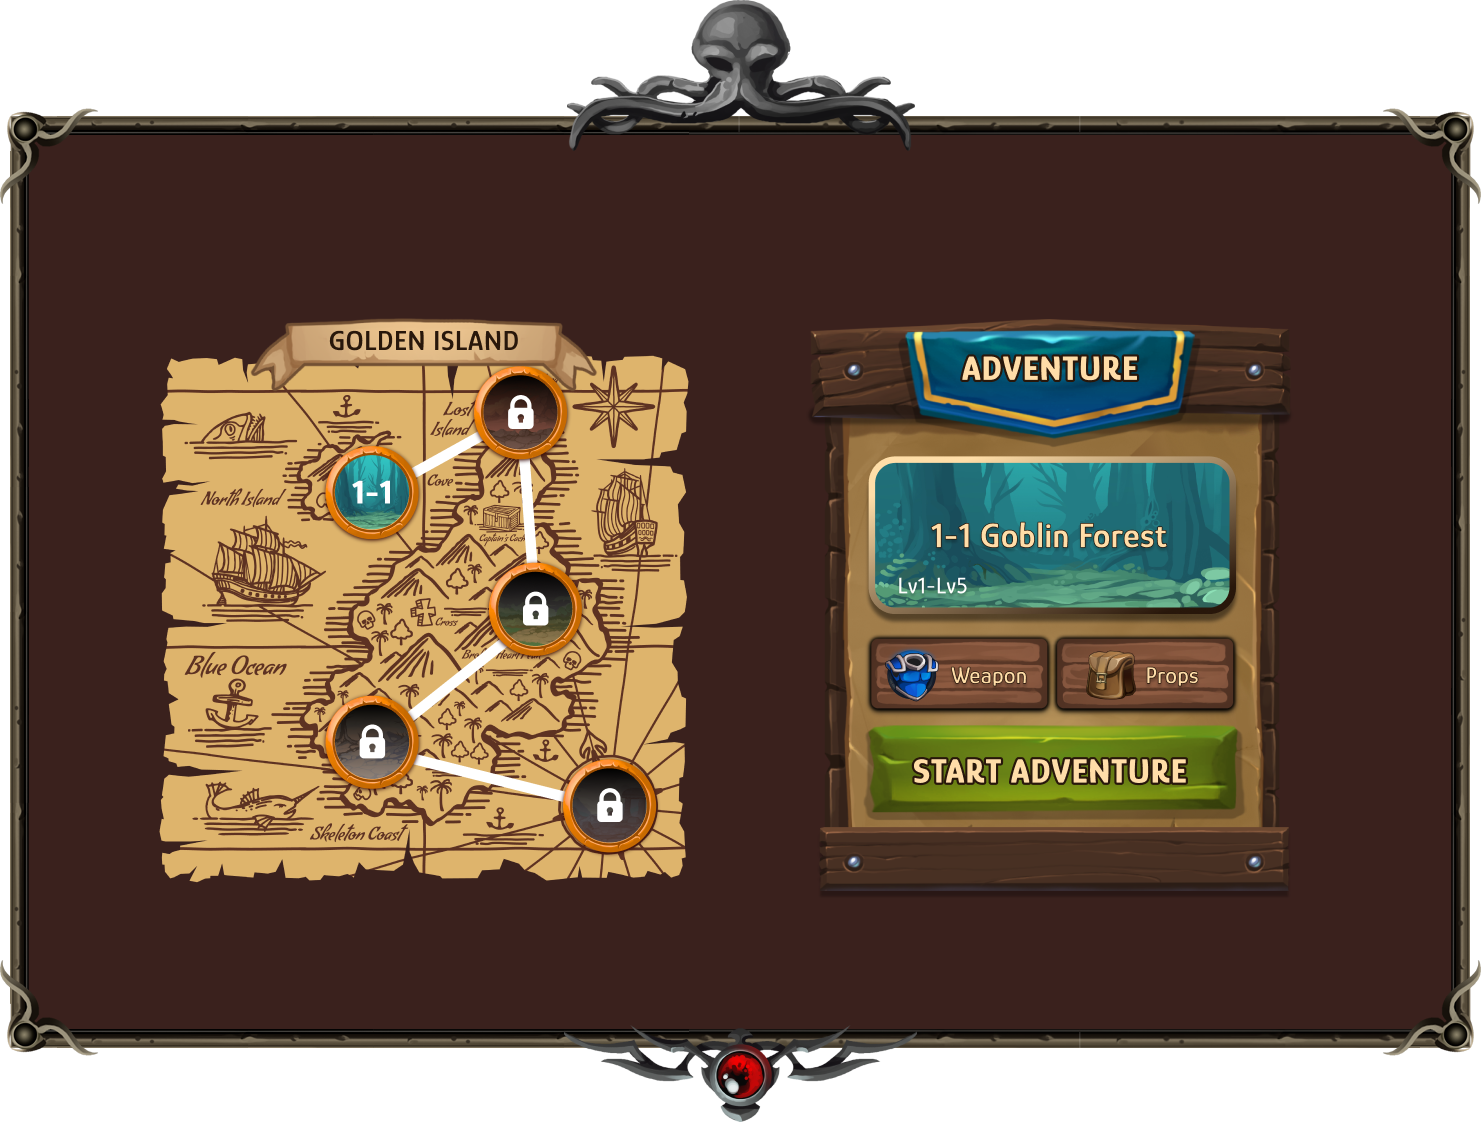 GOLDEN ISLAND
Lost
Island
1-1
Cove
North Island
Captain's
Cross
Blue Ocean
Skeleton Coast
ADVENTURE
1-1 Goblin Forest
Lv1-Lv5
Weapon
Props
START ADVENTURE